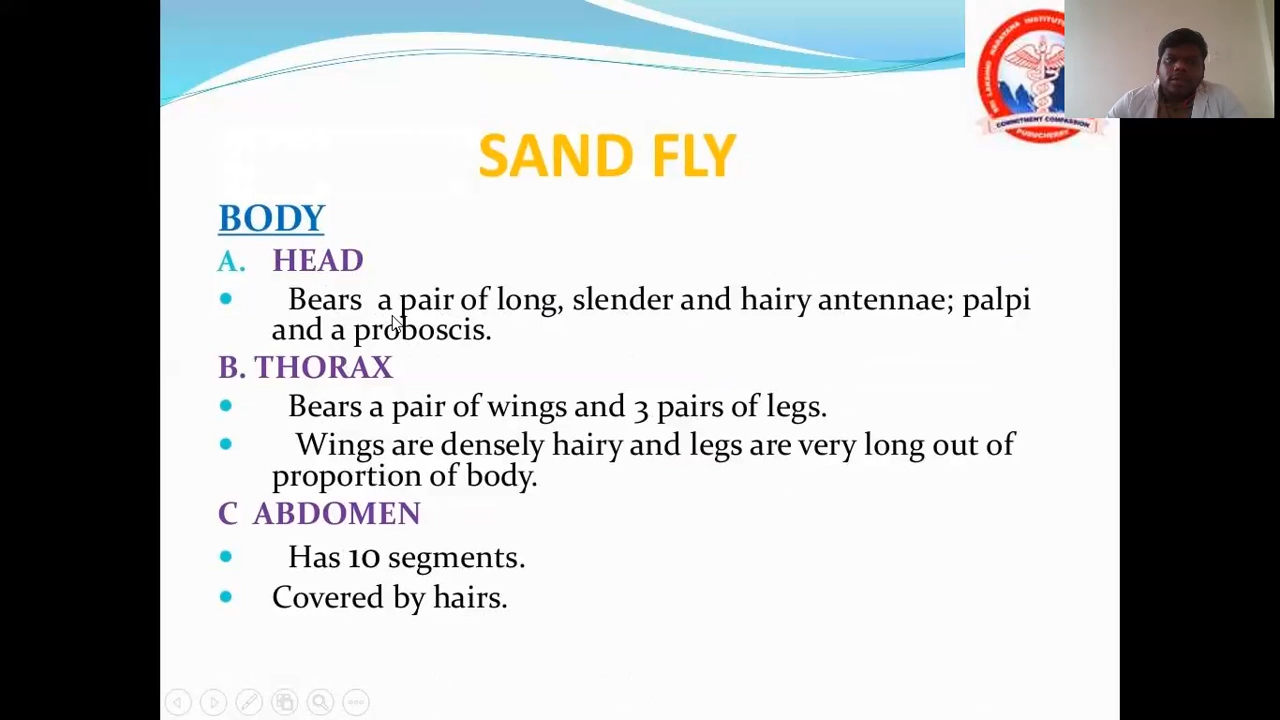 SAND FLY
BODY
A. HEAD
Bears a pair of long, slender and hairy antennae; palpi
and a proboscis.
B. THORAX
Bears a pair of wings and 3 pairs of legs.
Wings are densely hairy and legs are very long out of
proportion of body.
C ABDOMEN
Has 10 segments.
Covered by hairs.
COMMITMENT COMPASSION